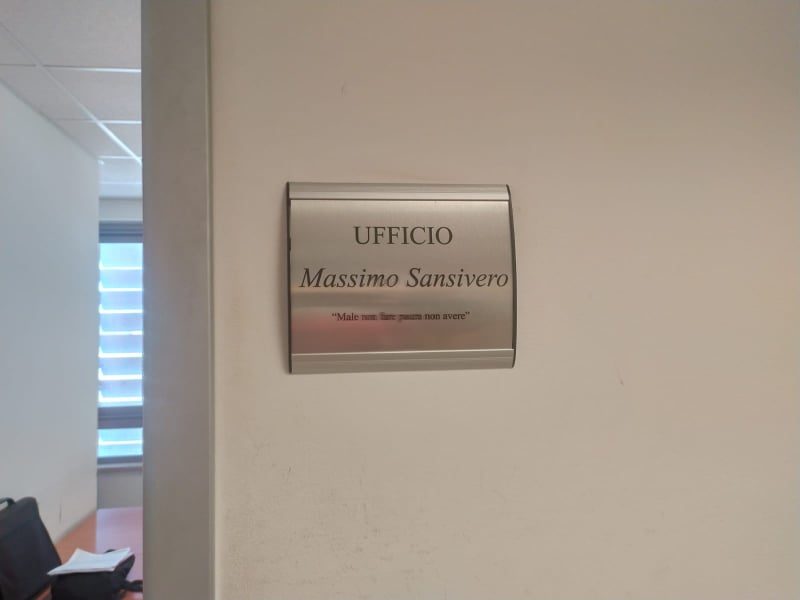 UFFICIO
Massimo Sansivero
“Male non fare paura non avere”